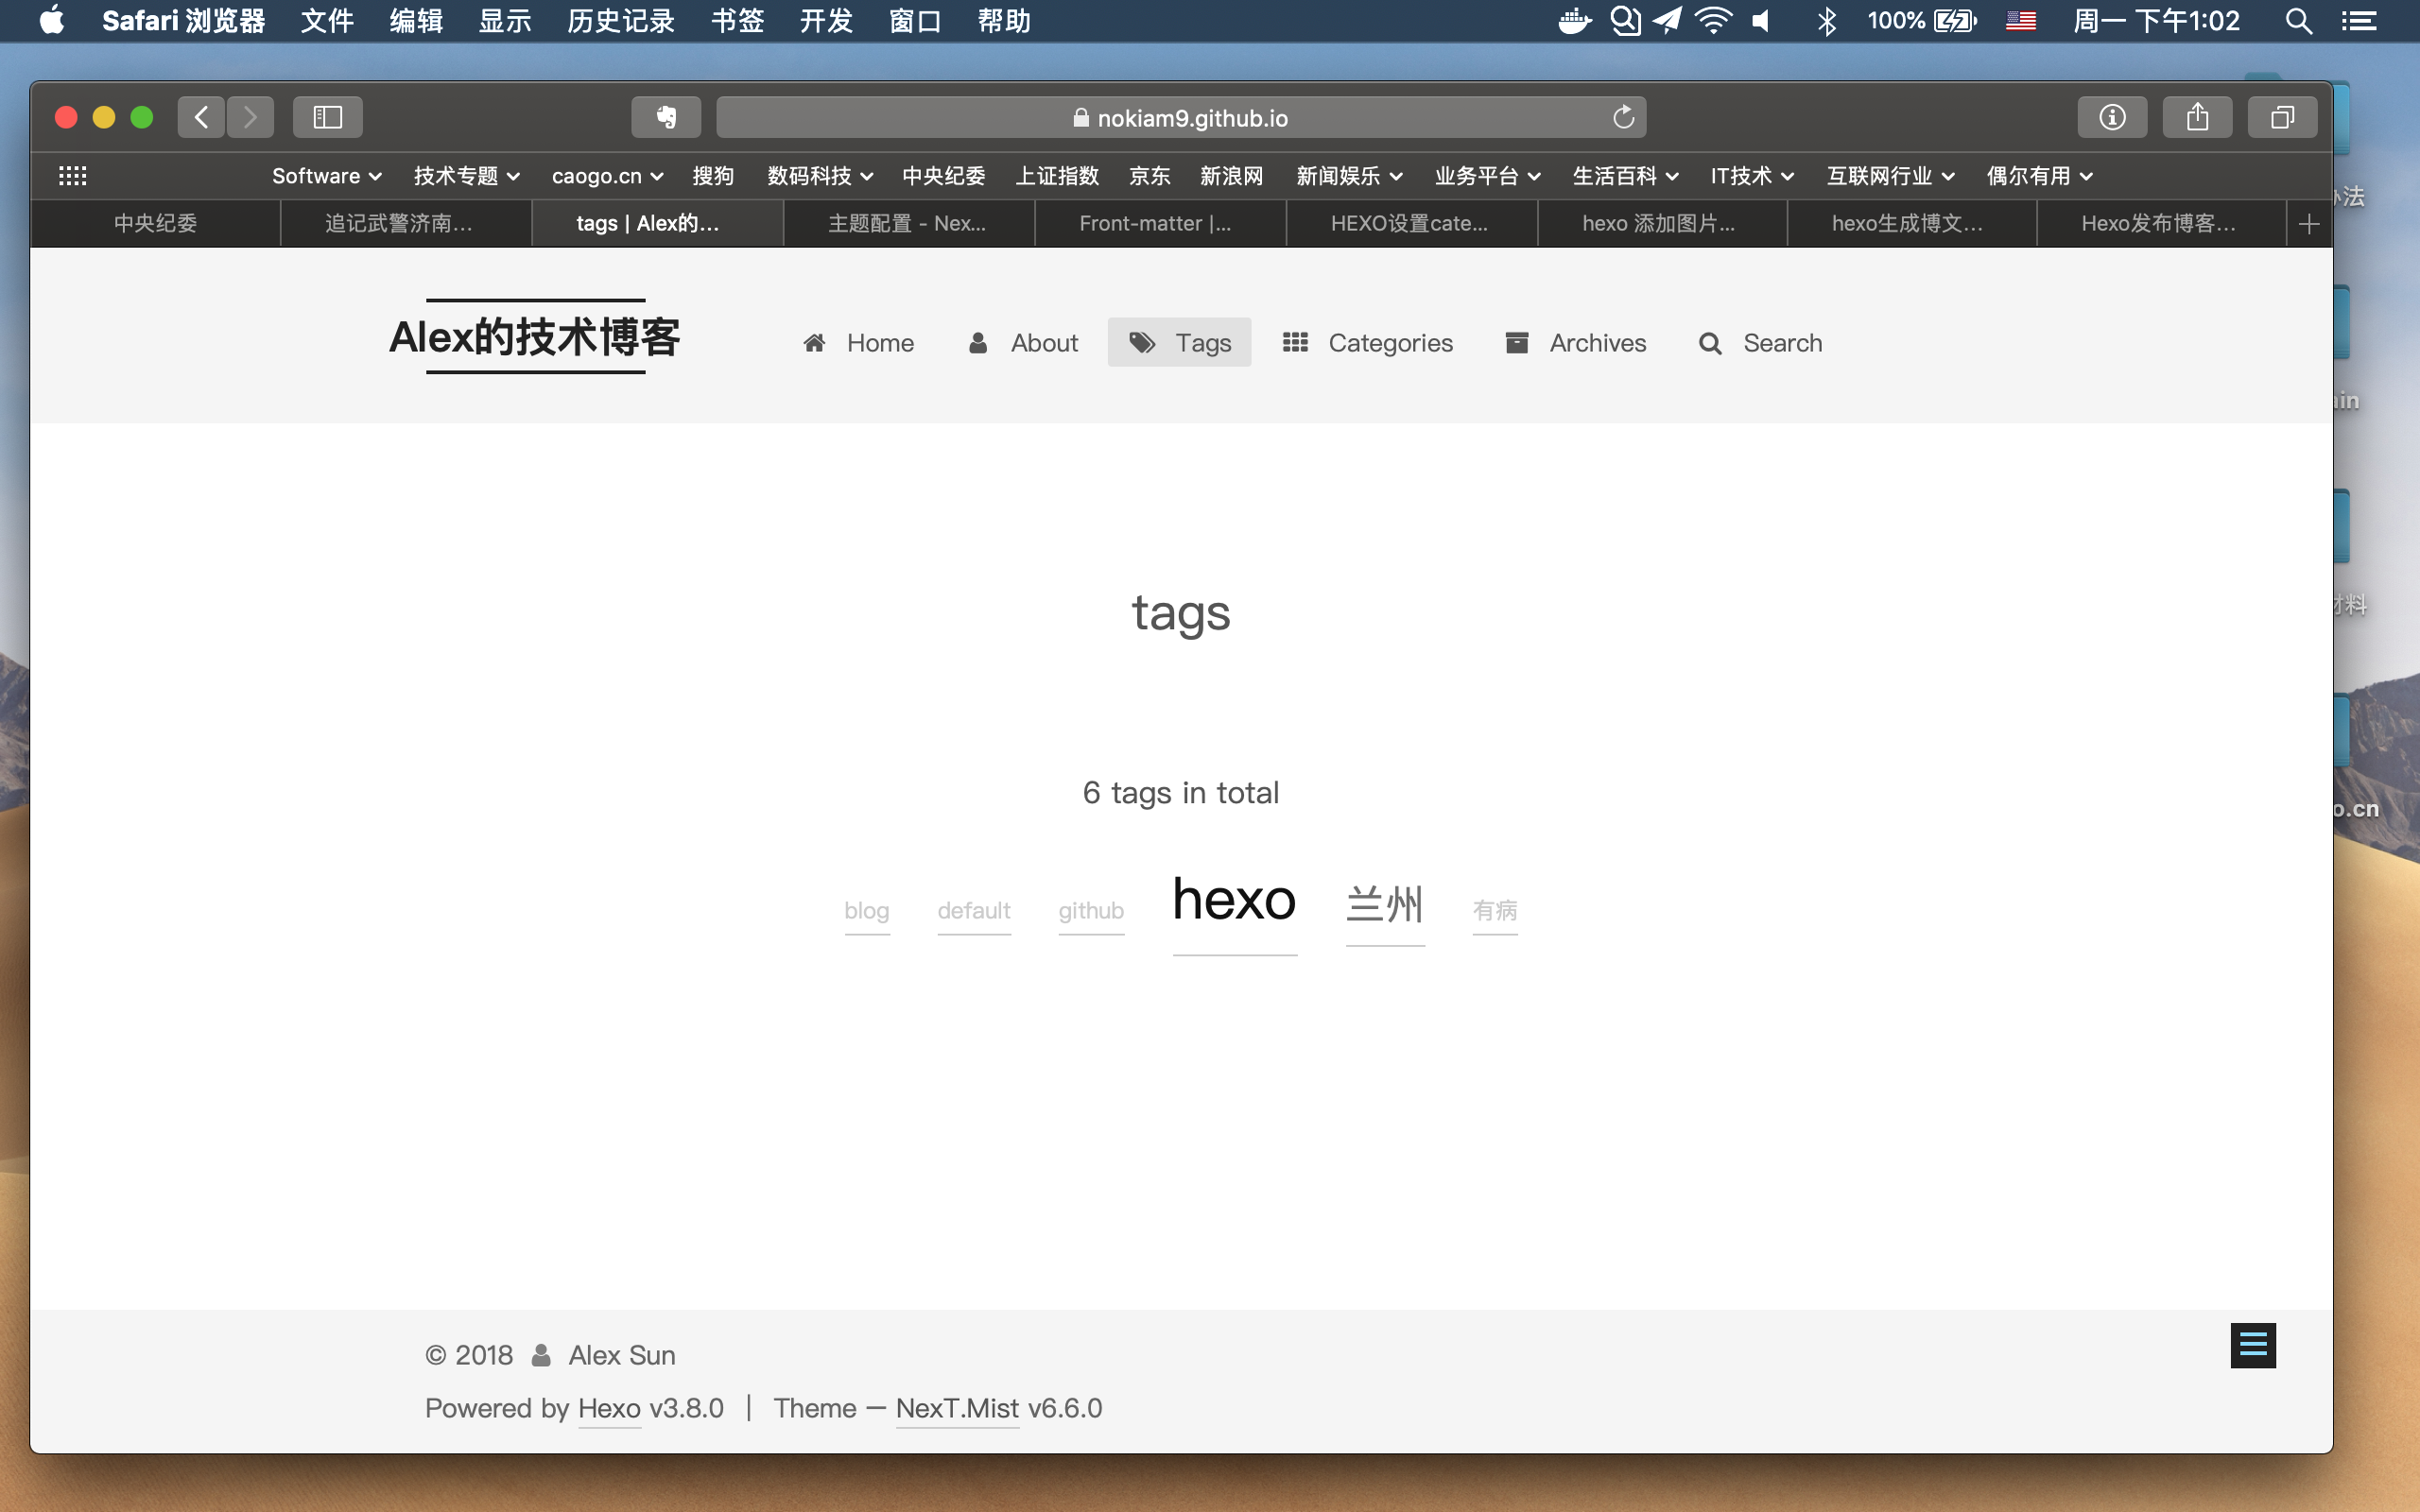 Safari 浏览器 文件 编辑 显示 历史记录 书签 开发 窗口 帮助 100% 周一 下午1:02
nokiam9.github.io
Software 技术专题 caogo.cn 搜狗 数码科技 中央纪委 上证指数 京东 新浪网 新闻娱乐 业务平台 生活百科 IT技术 互联网行业 偶尔有用
中央纪委 追记武警济南... tags | Alex的... 主题配置 - Nex... Front-matter |... HEXO设置cate... hexo 添加图片... hexo生成博文... Hexo发布博客...
Alex的技术博客 Home About Tags Categories Archives Search
tags
6 tags in total
blog default github hexo 兰州 有病
© 2018 Alex Sun
Powered by Hexo v3.8.0 | Theme — NexT.Mist v6.6.0